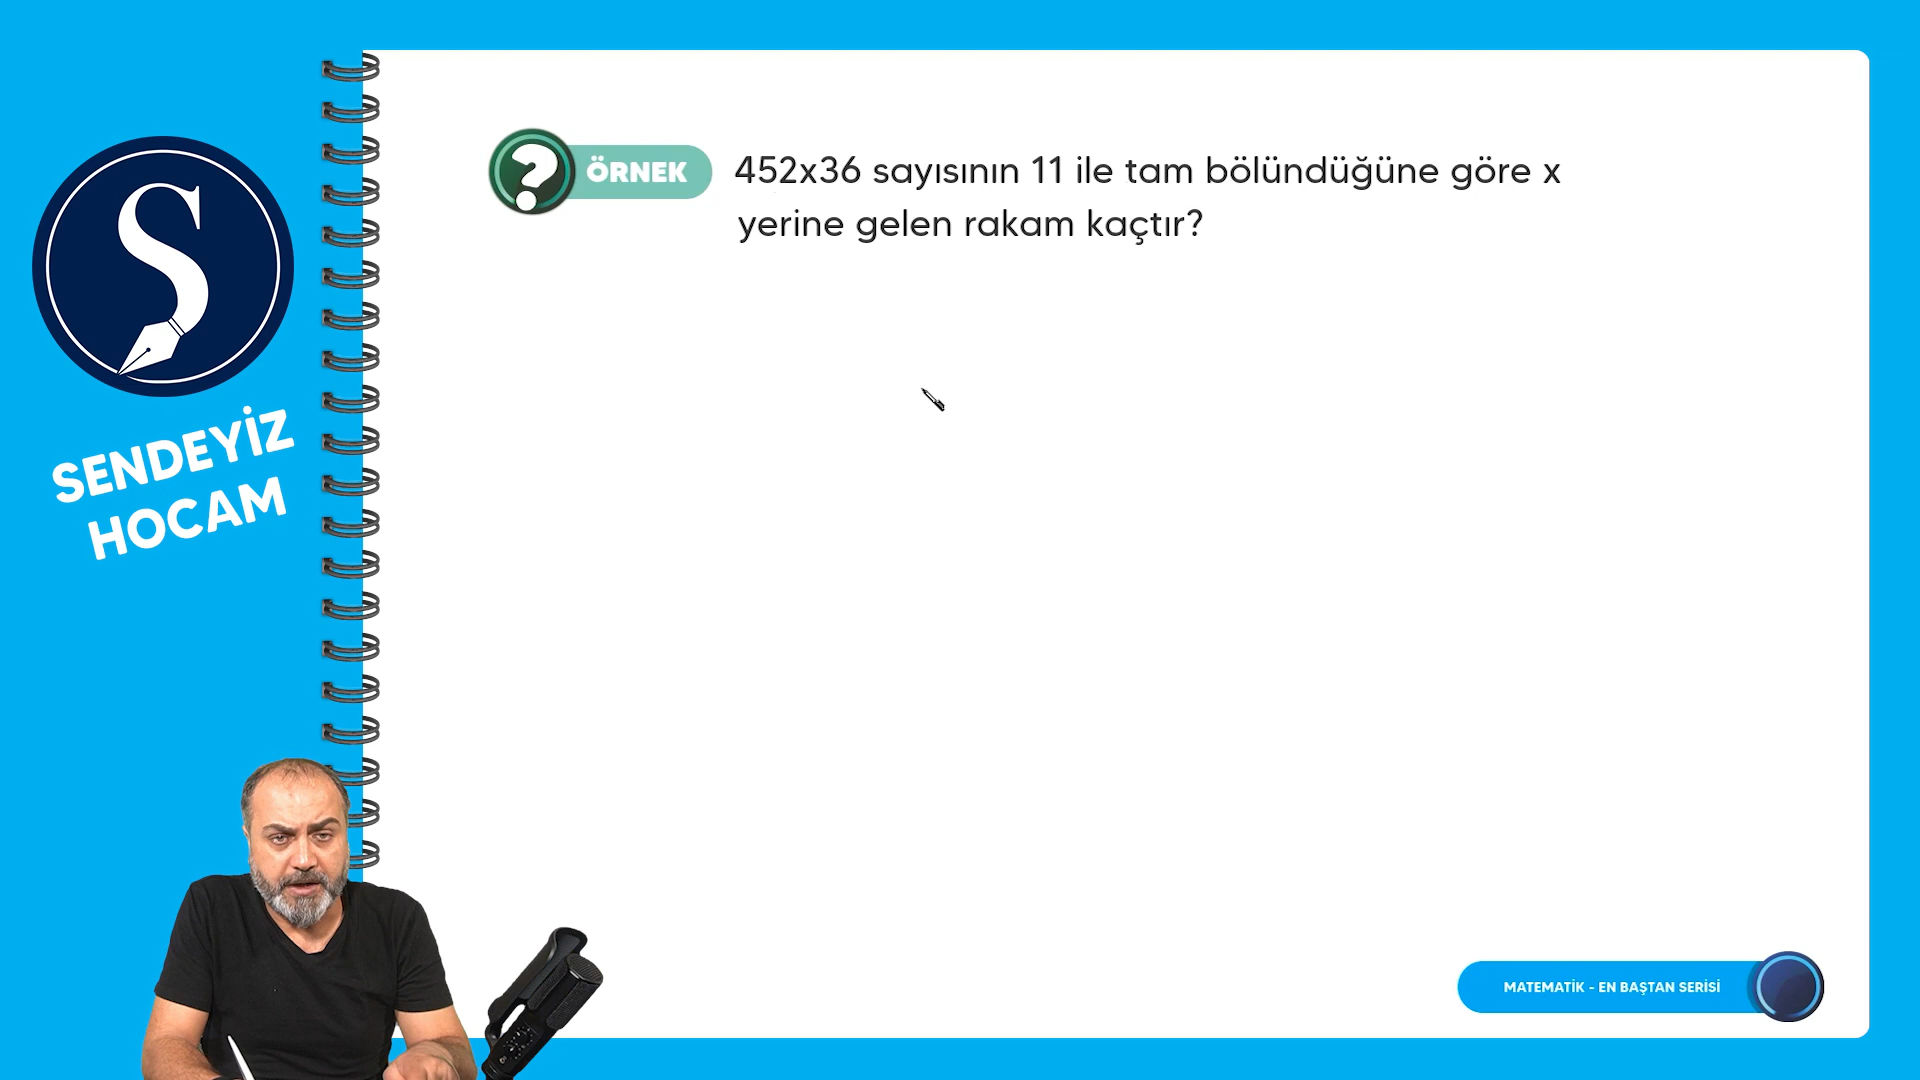 SENDEYİZ
HOCAM
? ÖRNEK
452x36 sayısının 11 ile tam bölündüğüne göre x
yerine gelen rakam kaçtır?
MATEMATİK - EN BAŞTAN SERİSİ